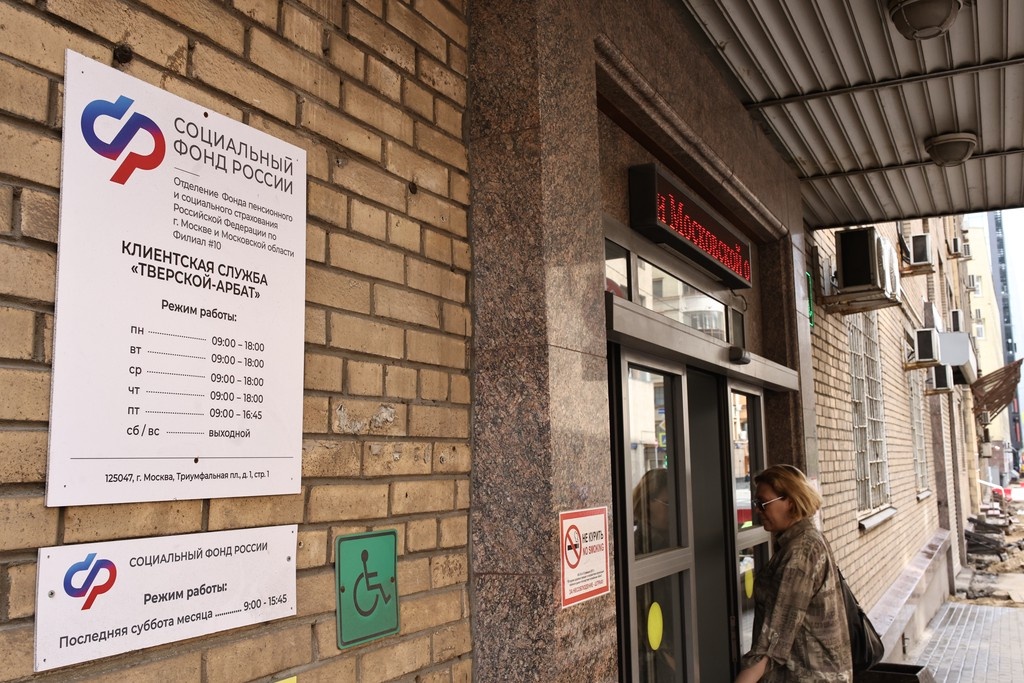 СОЦИАЛЬНЫЙ
ФОНД РОССИИ
Отделение Фонда пенсионного
и социального страхования
Российской Федерации по
г. Москве и Московской области
Филиал #10
КЛИЕНТСКАЯ СЛУЖБА
«ТВЕРСКОЙ-АРБАТ»
Режим работы:
пн ........ 09:00 – 18:00
вт ........ 09:00 – 18:00
ср ........ 09:00 – 18:00
чт ........ 09:00 – 18:00
пт ........ 09:00 – 16:45
сб / вс ........ выходной
125047, г. Москва, Триумфальная пл., д. 1, стр. 1
СОЦИАЛЬНЫЙ ФОНД РОССИИ
Режим работы:
Последняя суббота месяца ........ 9:00 - 15:45
и Московской о
НЕ КУРИТЬ
NO SMOKING